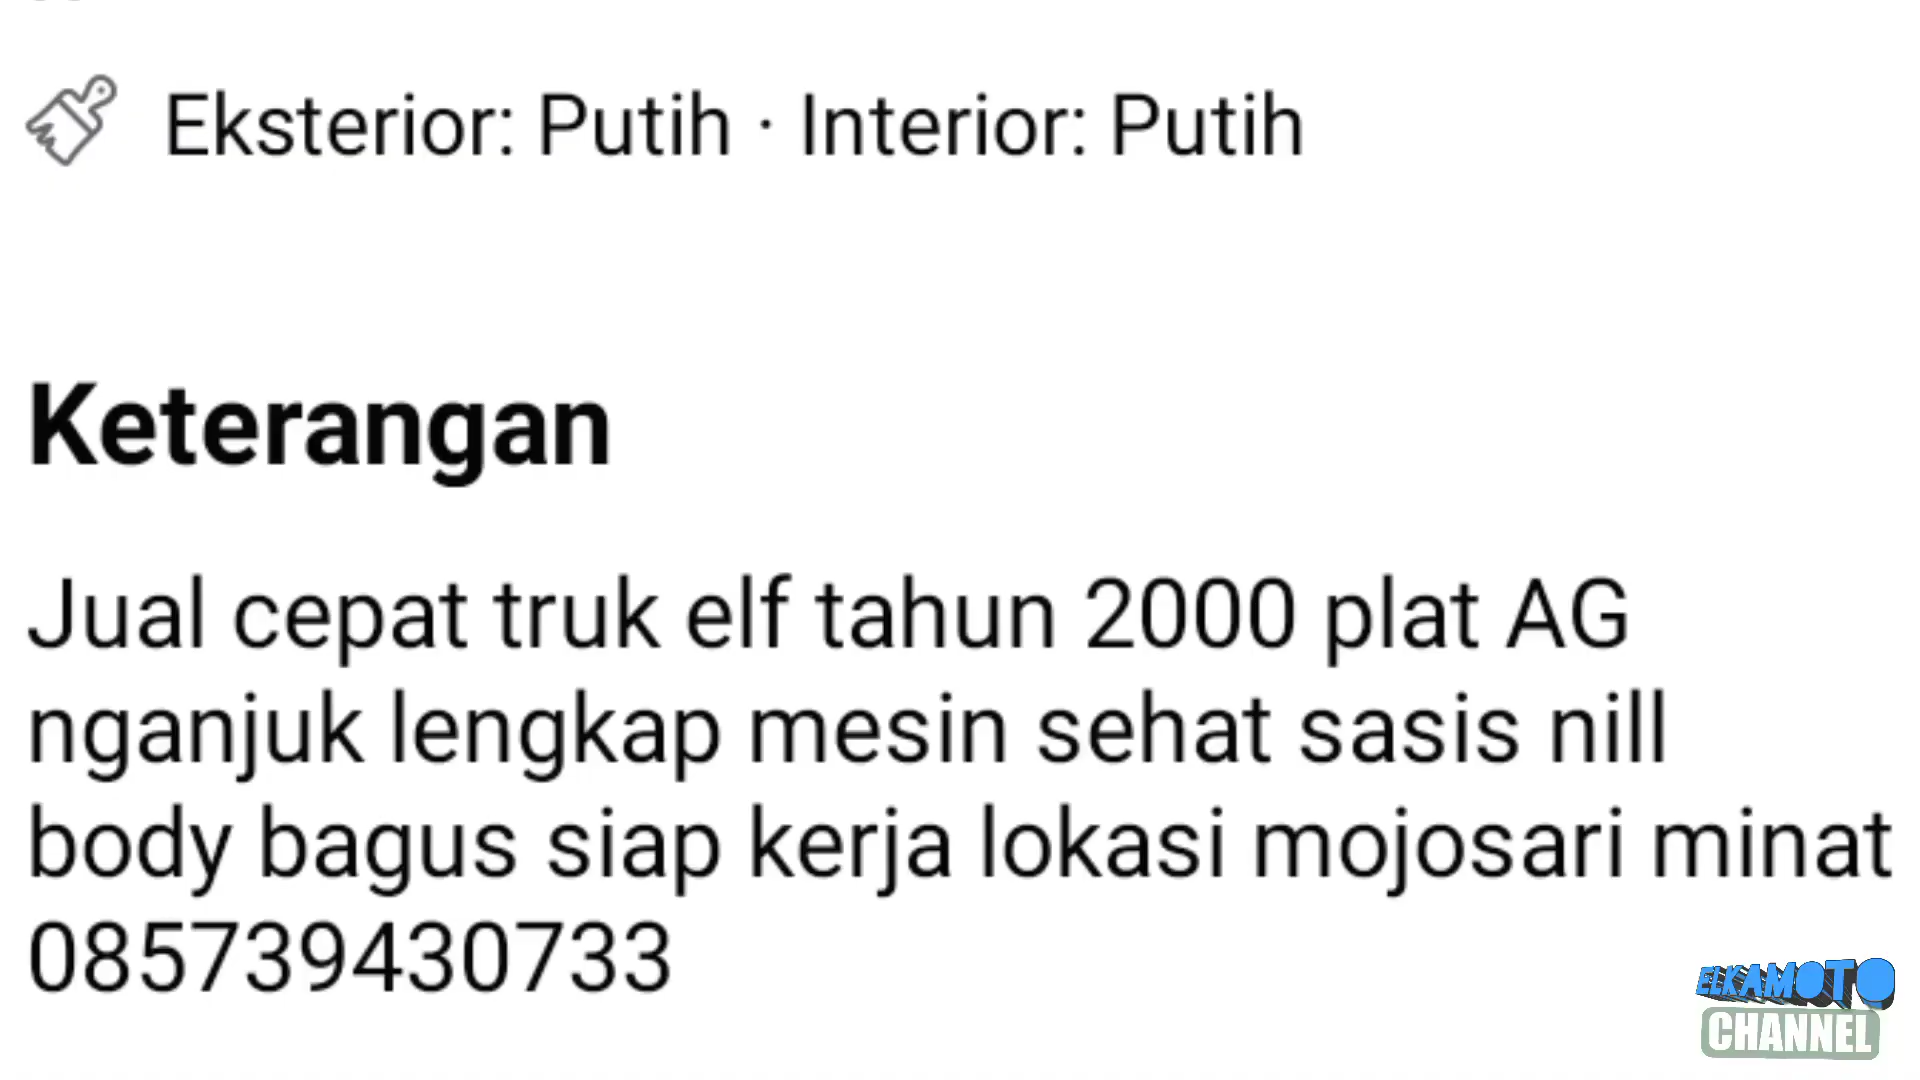 Eksterior: Putih · Interior: Putih
Keterangan
Jual cepat truk elf tahun 2000 plat AG
nganjuk lengkap mesin sehat sasis nill
body bagus siap kerja lokasi mojosari minat
085739430733
ELKAMOTO
CHANNEL